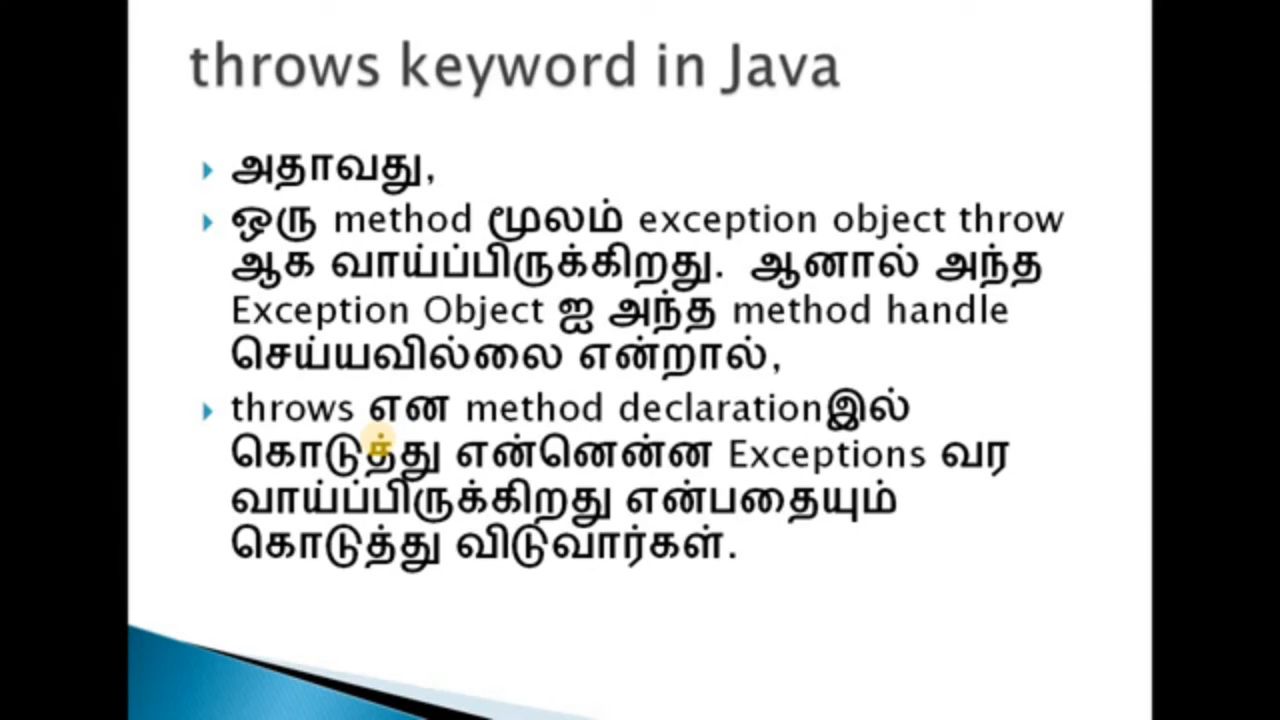 throws keyword in Java
அதாவது,
ஒரு method மூலம் exception object throw
ஆக வாய்ப்பிருக்கிறது. ஆனால் அந்த
Exception Object ஐ அந்த method handle
செய்யவில்லை என்றால்,
throws என method declarationஇல்
கொடுத்து என்னென்ன Exceptions வர
வாய்ப்பிருக்கிறது என்பதையும்
கொடுத்து விடுவார்கள்.